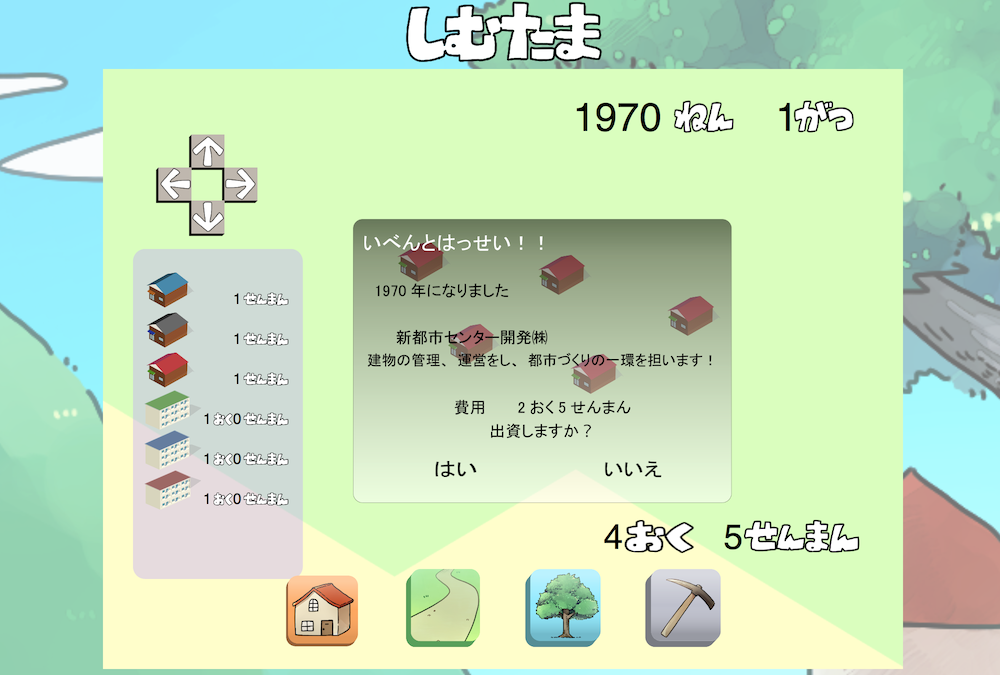 しむたま
1970 ねん 1がつ
いべんとはっせい！！
1970 年になりました
新都市センター開発㈱
建物の管理、運営をし、都市づくりの一環を担います！
費用 2 おく 5 せんまん
出資しますか？
はい いいえ
1 せんまん
1 せんまん
1 せんまん
1 おく0 せんまん
1 おく0 せんまん
1 おく0 せんまん
4おく 5せんまん